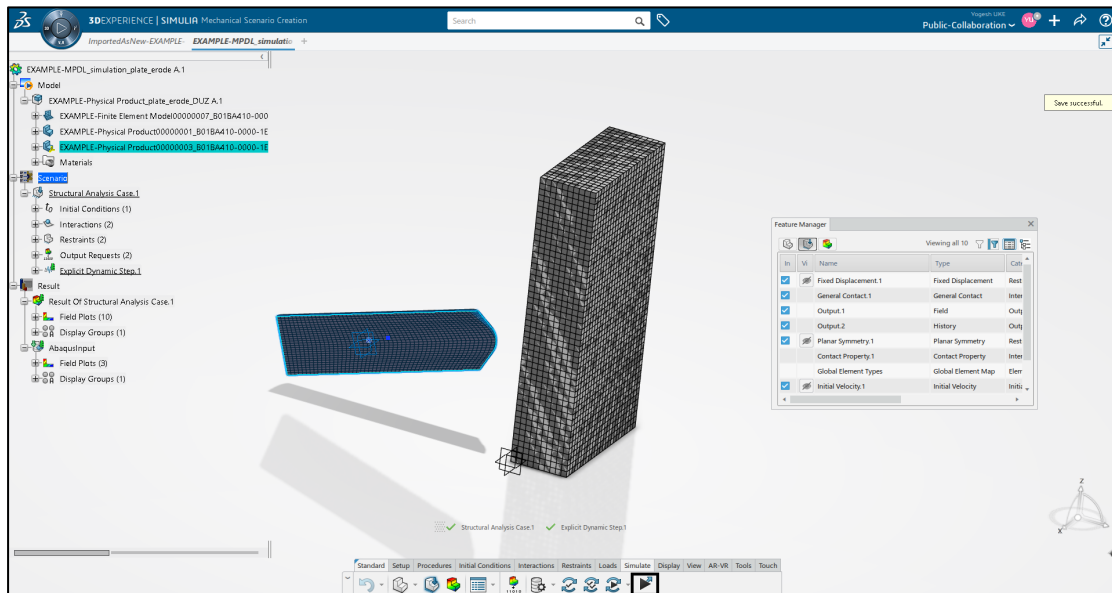 3DEXPERIENCE | SIMULIA Mechanical Scenario Creation
Search
Yogesh UKE
Public-Collaboration
YU
V.R
ImportedAsNew-EXAMPLE-
EXAMPLE-MPDL_simulatio
+
EXAMPLE-MPDL_simulation_plate_erode A.1
Model
EXAMPLE-Physical Product_plate_erode_DUZ A.1
EXAMPLE-Finite Element Model00000007_B01BA410-000
EXAMPLE-Physical Product00000001_B01BA410-0000-1E
EXAMPLE-Physical Product00000003_B01BA410-0000-1E
Materials
Scenario
Structural Analysis Case.1
Initial Conditions (1)
Interactions (2)
Restraints (2)
Output Requests (2)
Explicit Dynamic Step.1
Result
Result Of Structural Analysis Case.1
Field Plots (10)
Display Groups (1)
AbaqusInput
Field Plots (3)
Display Groups (1)
Save successful.
Feature Manager
Viewing all 10
In Vi Name Type Cat
Fixed Displacement.1 Fixed Displacement Rest
General Contact.1 General Contact Inter
Output.1 Field Outp
Output.2 History Outp
Planar Symmetry.1 Planar Symmetry Rest
Contact Property.1 Contact Property Inter
Global Element Types Global Element Map Elem
Initial Velocity.1 Initial Velocity Initia
z
x
Structural Analysis Case.1 Explicit Dynamic Step.1
Standard Setup Procedures Initial Conditions Interactions Restraints Loads Simulate Display View AR-VR Tools Touch